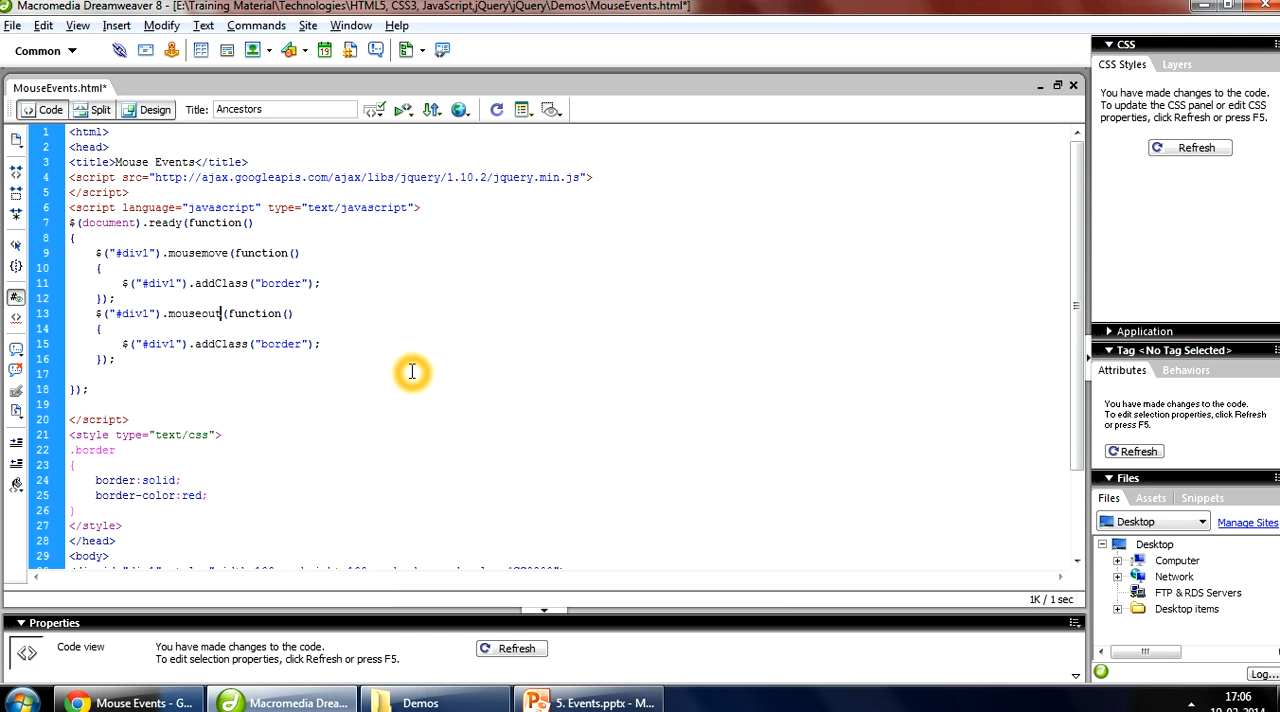 Macromedia Dreamweaver 8 - [E:\Training Material\Technologies\HTML5, CSS3, JavaScript,jQuery\jQuery\Demos\MouseEvents.html*]
File Edit View Insert Modify Text Commands Site Window Help
Common
MouseEvents.html*
Code Split Design Title: Ancestors
1 <html>
2 <head>
3 <title>Mouse Events</title>
4 <script src="http://ajax.googleapis.com/ajax/libs/jquery/1.10.2/jquery.min.js">
5 </script>
6 <script language="javascript" type="text/javascript">
7 $(document).ready(function()
8 {
9 $("#div1").mousemove(function()
10 {
11 $("#div1").addClass("border");
12 });
13 $("#div1").mouseout(function()
14 {
15 $("#div1").addClass("border");
16 });
17
18 });
19
20 </script>
21 <style type="text/css">
22 .border
23 {
24 border:solid;
25 border-color:red;
26 }
27 </style>
28 </head>
29 <body>
1K / 1 sec
Properties
Code view
You have made changes to the code.
To edit selection properties, click Refresh or press F5.
Refresh
CSS
CSS Styles Layers
You have made changes to the code.
To update the CSS panel or edit CSS
properties, click Refresh or press F5.
Refresh
Application
Tag <No Tag Selected>
Attributes Behaviors
You have made changes to the code.
To edit selection properties, click Refresh
or press F5.
Refresh
Files
Files Assets Snippets
Desktop Manage Sites
Desktop
Computer
Network
FTP & RDS Servers
Desktop items
Log...
Mouse Events - G...
Macromedia Drea...
Demos
5. Events.pptx - M...
17:06